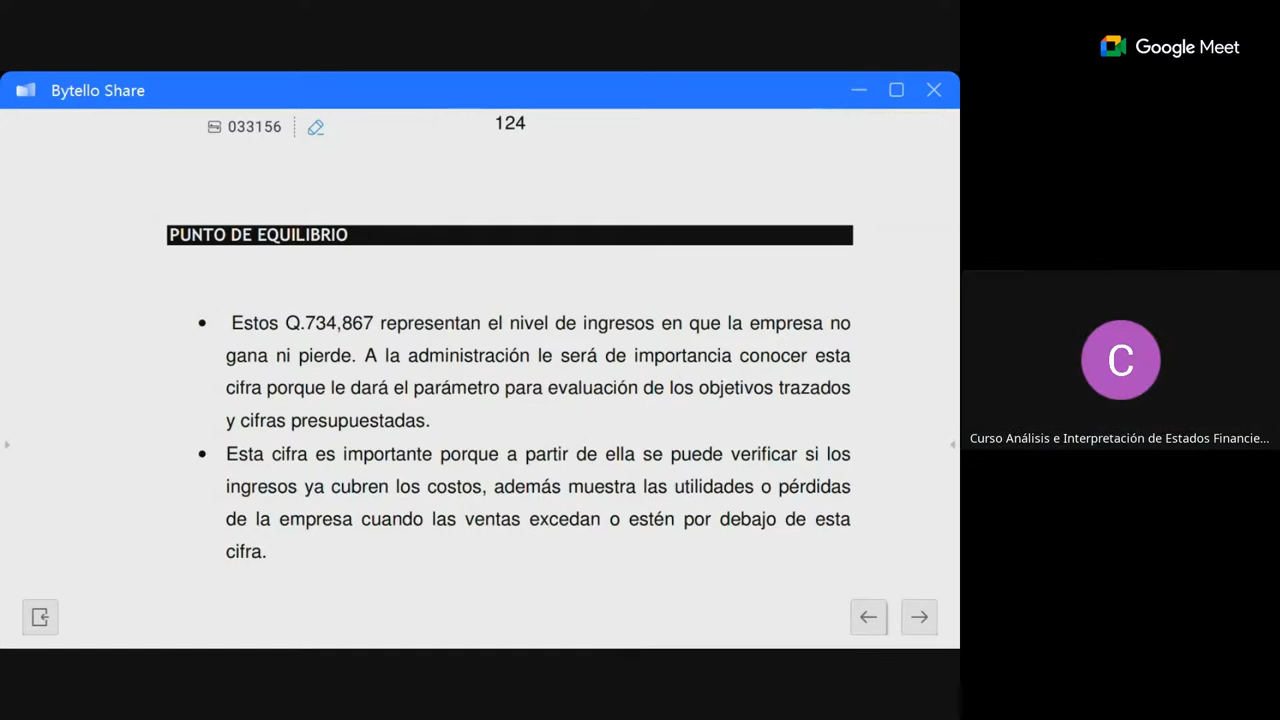 Google Meet
Bytello Share
033156
124
PUNTO DE EQUILIBRIO
• Estos Q.734,867 representan el nivel de ingresos en que la empresa no
gana ni pierde. A la administración le será de importancia conocer esta
cifra porque le dará el parámetro para evaluación de los objetivos trazados
y cifras presupuestadas.
• Esta cifra es importante porque a partir de ella se puede verificar si los
ingresos ya cubren los costos, además muestra las utilidades o pérdidas
de la empresa cuando las ventas excedan o estén por debajo de esta
cifra.
C
Curso Análisis e Interpretación de Estados Financie...